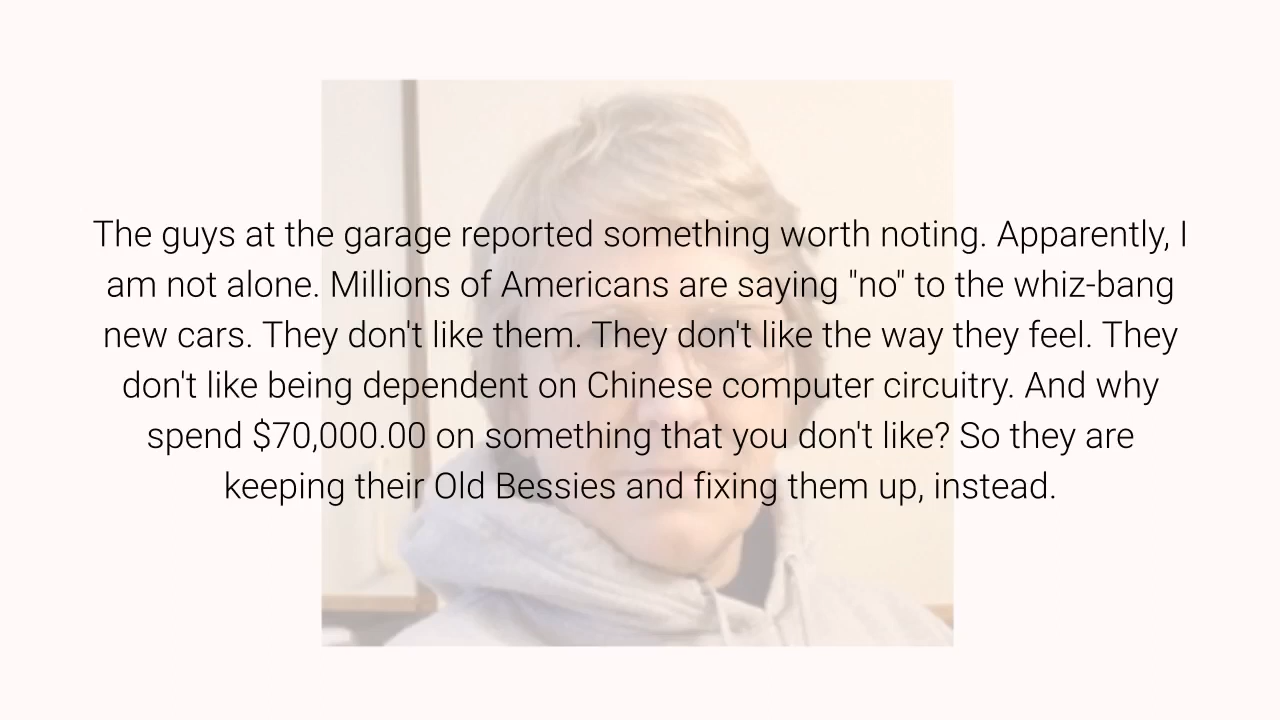 The guys at the garage reported something worth noting. Apparently, I
am not alone. Millions of Americans are saying "no" to the whiz-bang
new cars. They don't like them. They don't like the way they feel. They
don't like being dependent on Chinese computer circuitry. And why
spend $70,000.00 on something that you don't like? So they are
keeping their Old Bessies and fixing them up, instead.